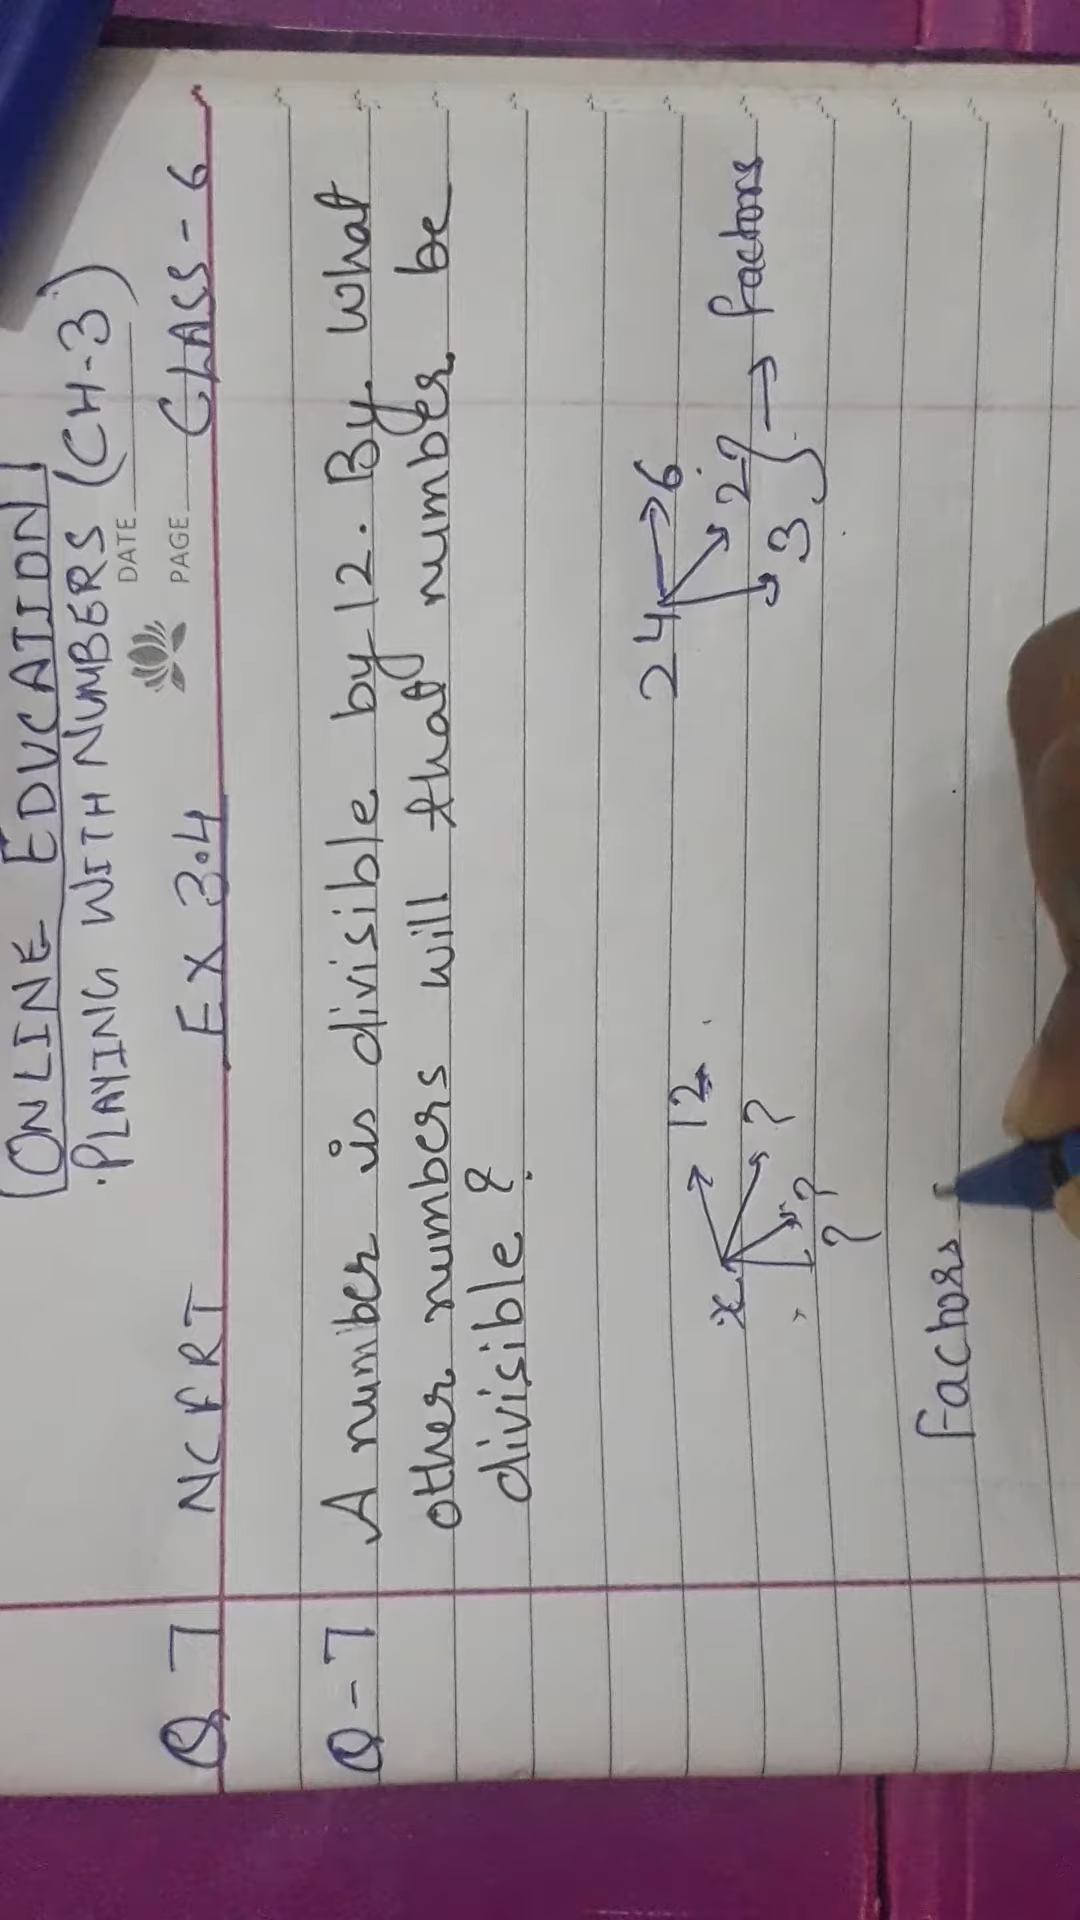 ONLINE EDUCATION
PLAYING WITH NUMBERS (CH-3)
DATE
PAGE
Q 7 NCERT EX 3.4 CLASS - 6
Q-7 A number is divisible by 12. By what
other numbers will that number be
divisible ?
x 12 ? ? ?
24 6 2 3 → factors
Factors